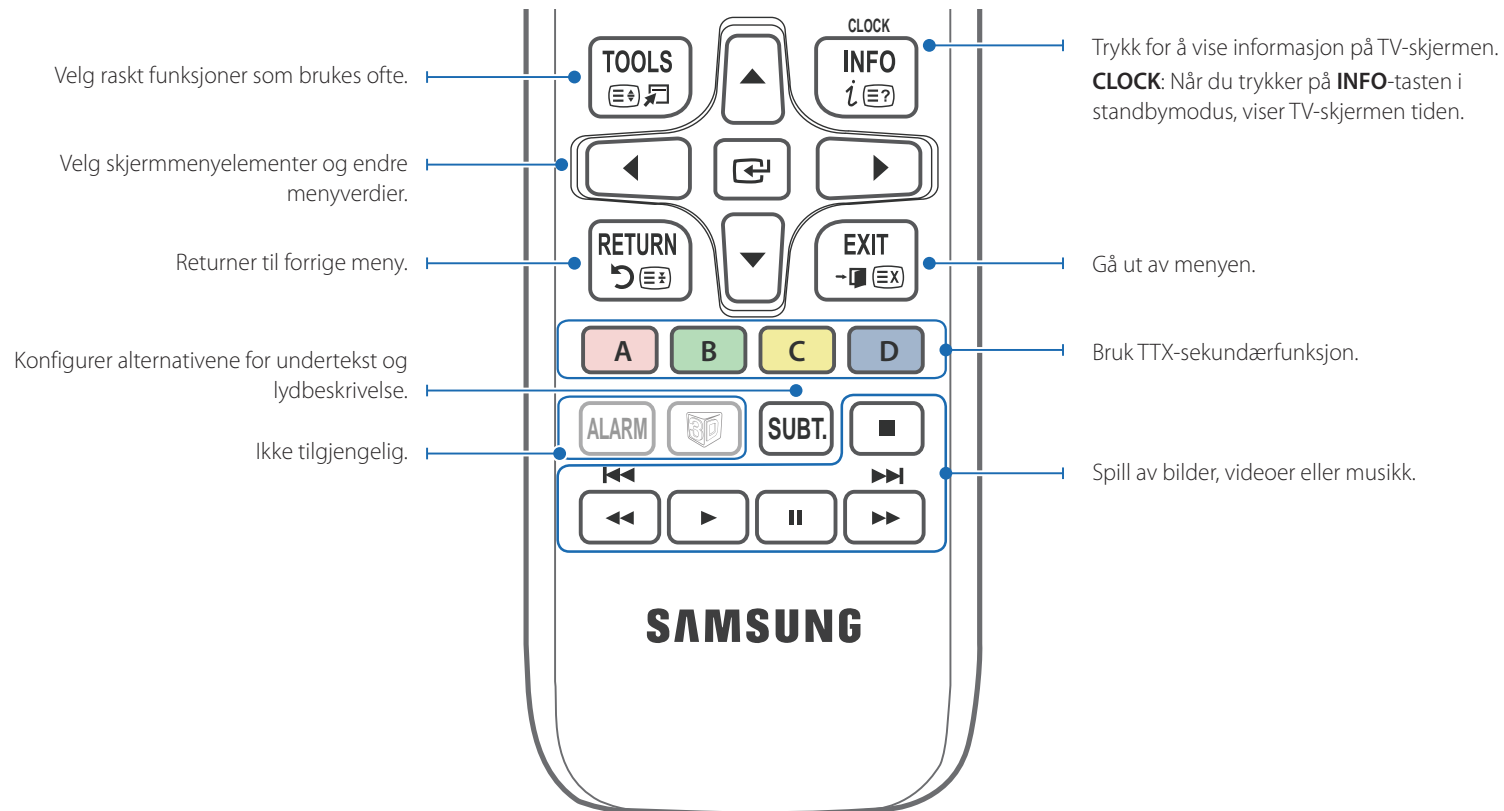 CLOCK
TOOLS
INFO
Velg raskt funksjoner som brukes ofte.
Trykk for å vise informasjon på TV-skjermen.
CLOCK: Når du trykker på INFO-tasten i
standbymodus, viser TV-skjermen tiden.
Velg skjermmenyelementer og endre
menyverdier.
RETURN
EXIT
Returner til forrige meny.
Gå ut av menyen.
A B C D
Bruk TTX-sekundærfunksjon.
Konfigurer alternativene for undertekst og
lydbeskrivelse.
ALARM 3D SUBT.
Ikke tilgjengelig.
Spill av bilder, videoer eller musikk.
SAMSUNG